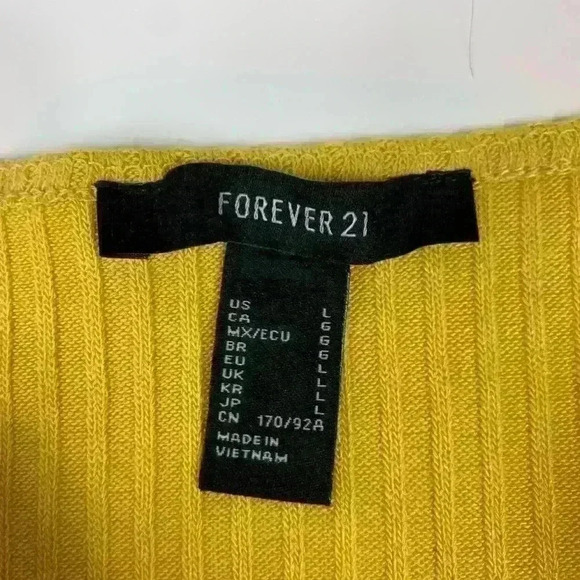 FOREVER 21
US L
CA G
MX/ECU G
BR G
EU L
UK L
KR L
JP L
CN 170/92A
MADE IN
VIETNAM